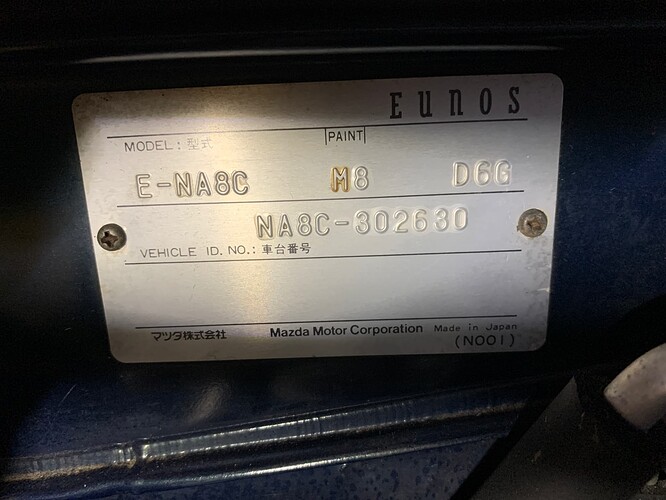 EUNOS
MODEL : 型式 PAINT
E-NA8C M8 D6G
NA8C-302630
VEHICLE ID. NO.: 車台番号
マツダ株式会社 Mazda Motor Corporation Made in Japan
(N001)